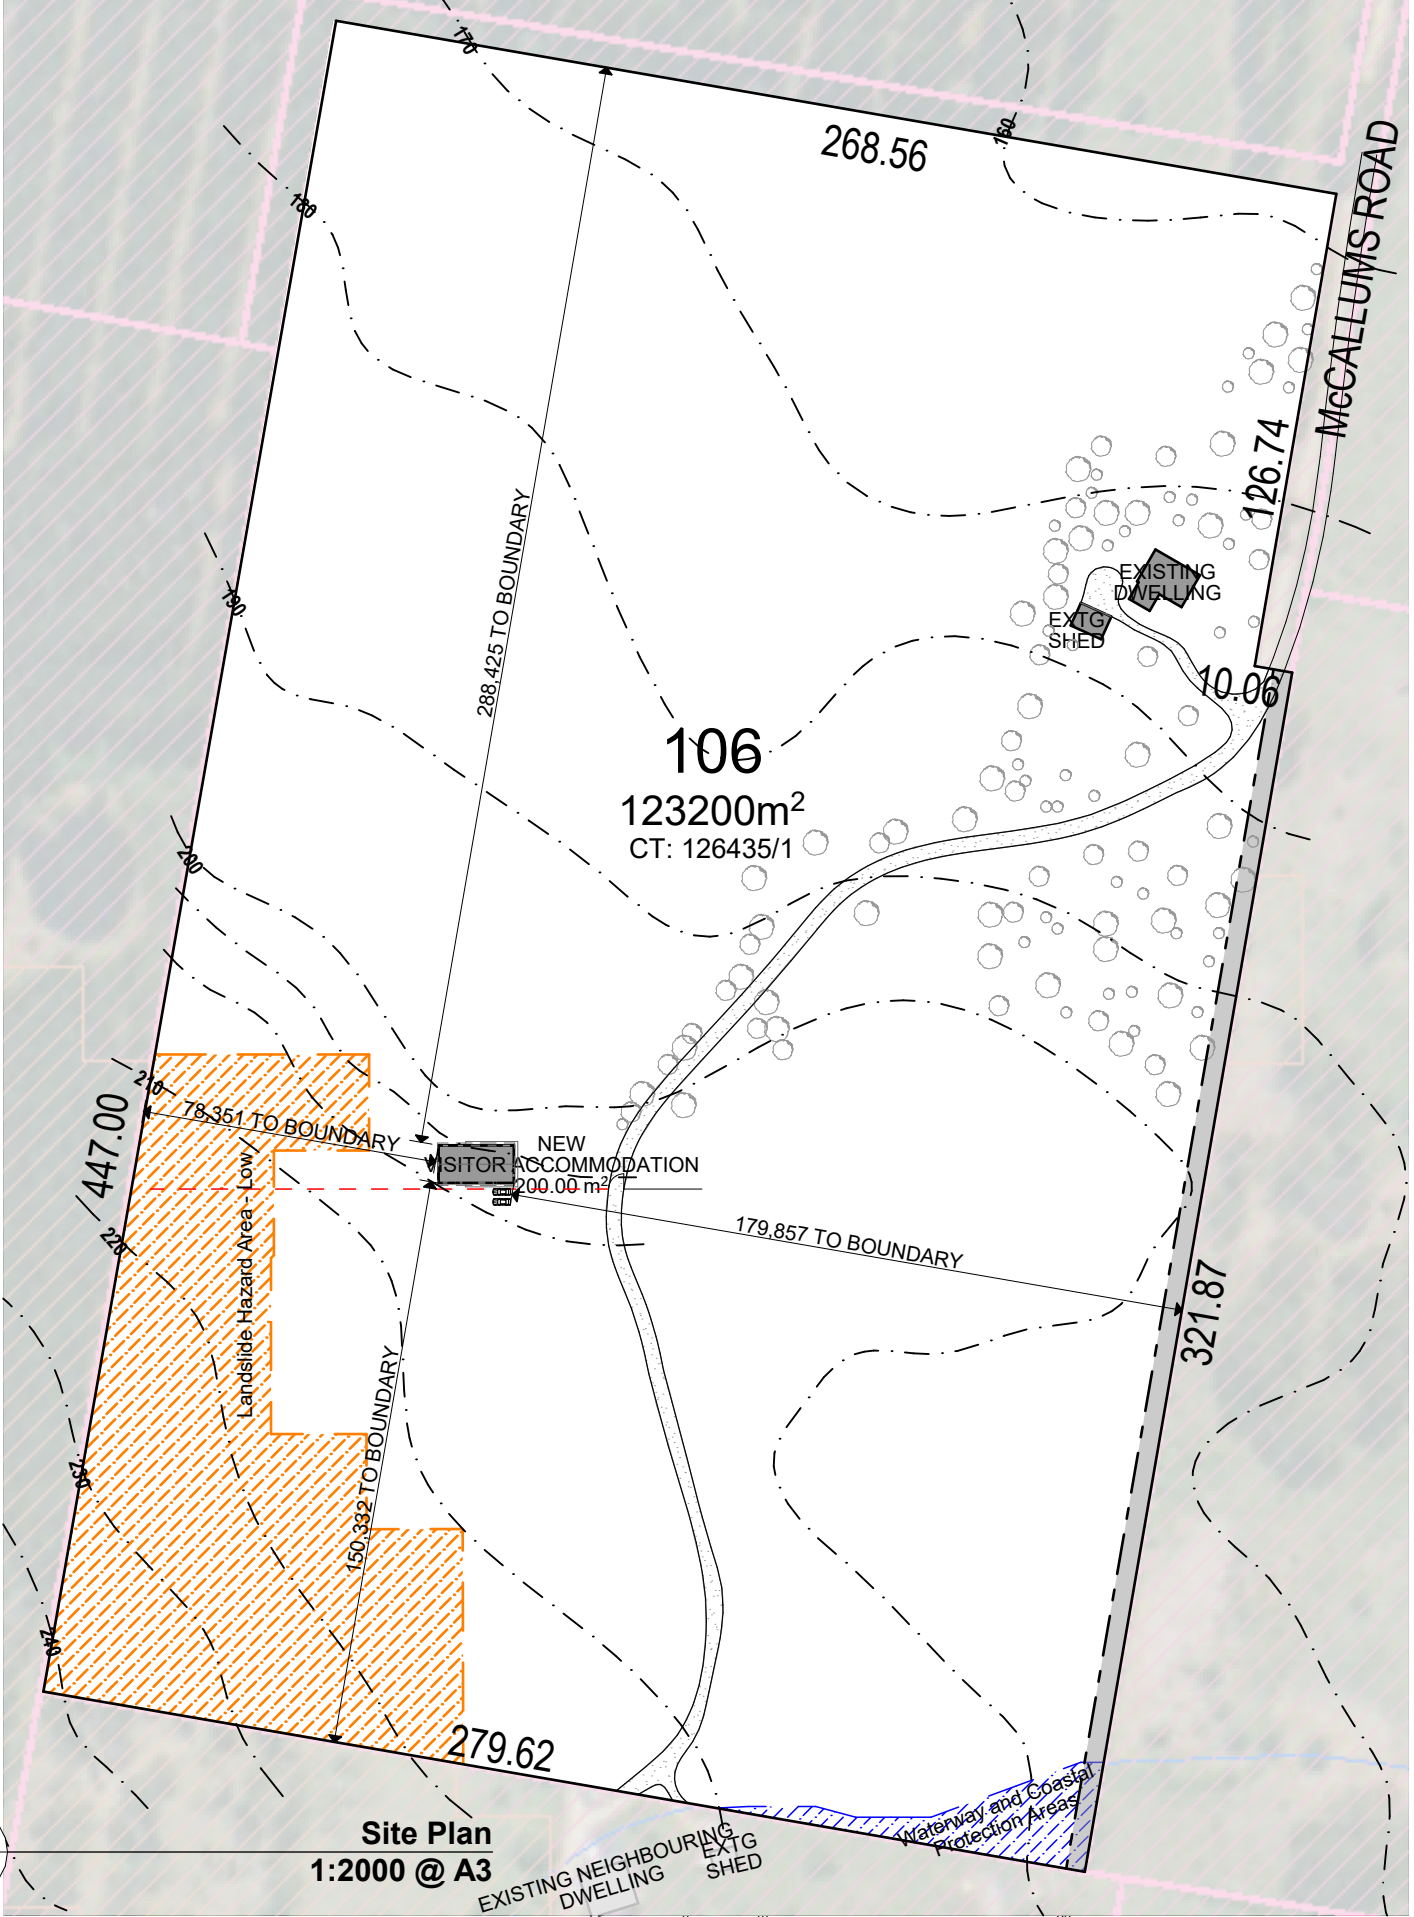 170
160
268.56
180
McCALLUMS ROAD
126.74
288,425 TO BOUNDARY
EXISTING
DWELLING
EXTG
SHED
190
10.06
106
123200m²
CT: 126435/1
200
210
78,351 TO BOUNDARY
447.00
NEW
VISITOR ACCOMMODATION
200.00 m²
Landslide Hazard Area - Low
220
179,857 TO BOUNDARY
321.87
150,332 TO BOUNDARY
230
240
279.62
Waterway and Coastal
Protection Areas
Site Plan
1:2000 @ A3
EXISTING NEIGHBOURING
DWELLING
EXTG
SHED